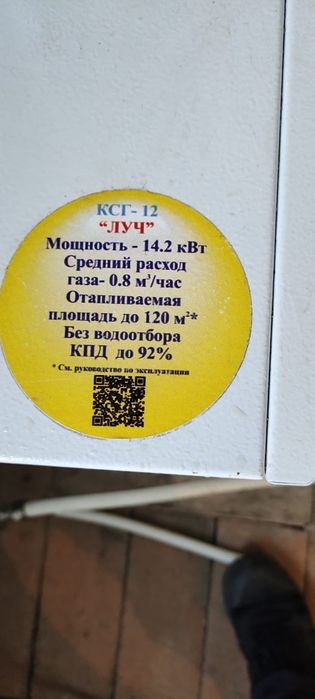 КСГ- 12
“ЛУЧ”
Мощность - 14.2 кВт
Средний расход
газа- 0.8 м³/час
Отапливаемая
площадь до 120 м²*
Без водоотбора
КПД до 92%
* См. руководство по эксплуатации